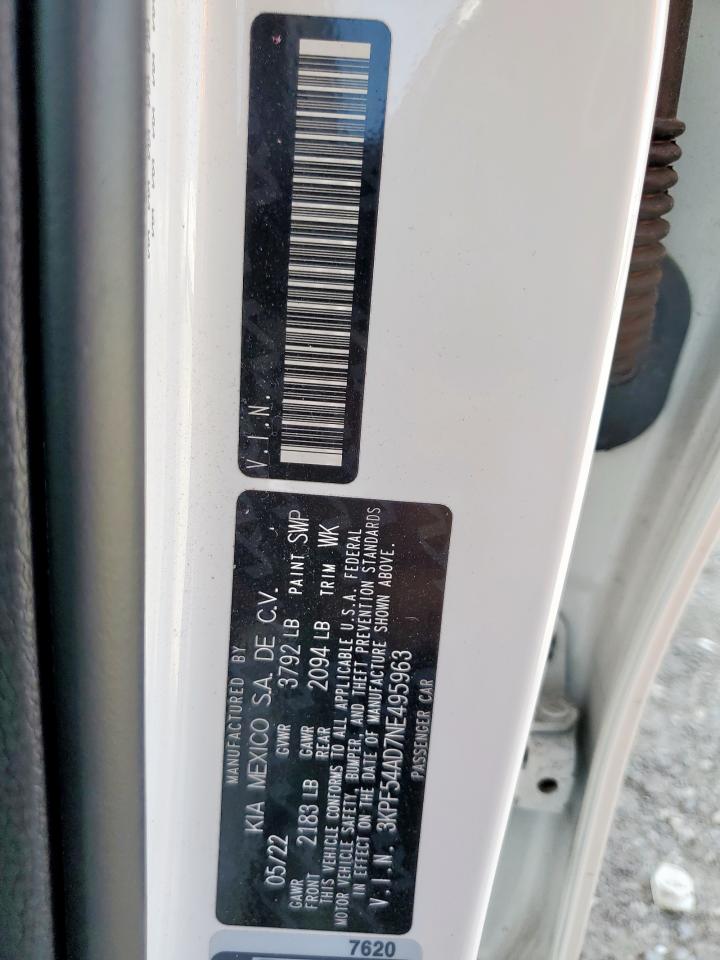 V.I.N.
MANUFACTURED BY
KIA MEXICO S.A. DE C.V.
05/22 GVWR 3792 LB PAINT SWP
GAWR FRONT 2183 LB GAWR REAR 2094 LB TRIM WK
THIS VEHICLE CONFORMS TO ALL APPLICABLE U.S.A. FEDERAL
MOTOR VEHICLE SAFETY, BUMPER, AND THEFT PREVENTION STANDARDS
IN EFFECT ON THE DATE OF MANUFACTURE SHOWN ABOVE.
V.I.N. 3KPF54AD7NE495963
PASSENGER CAR
7620